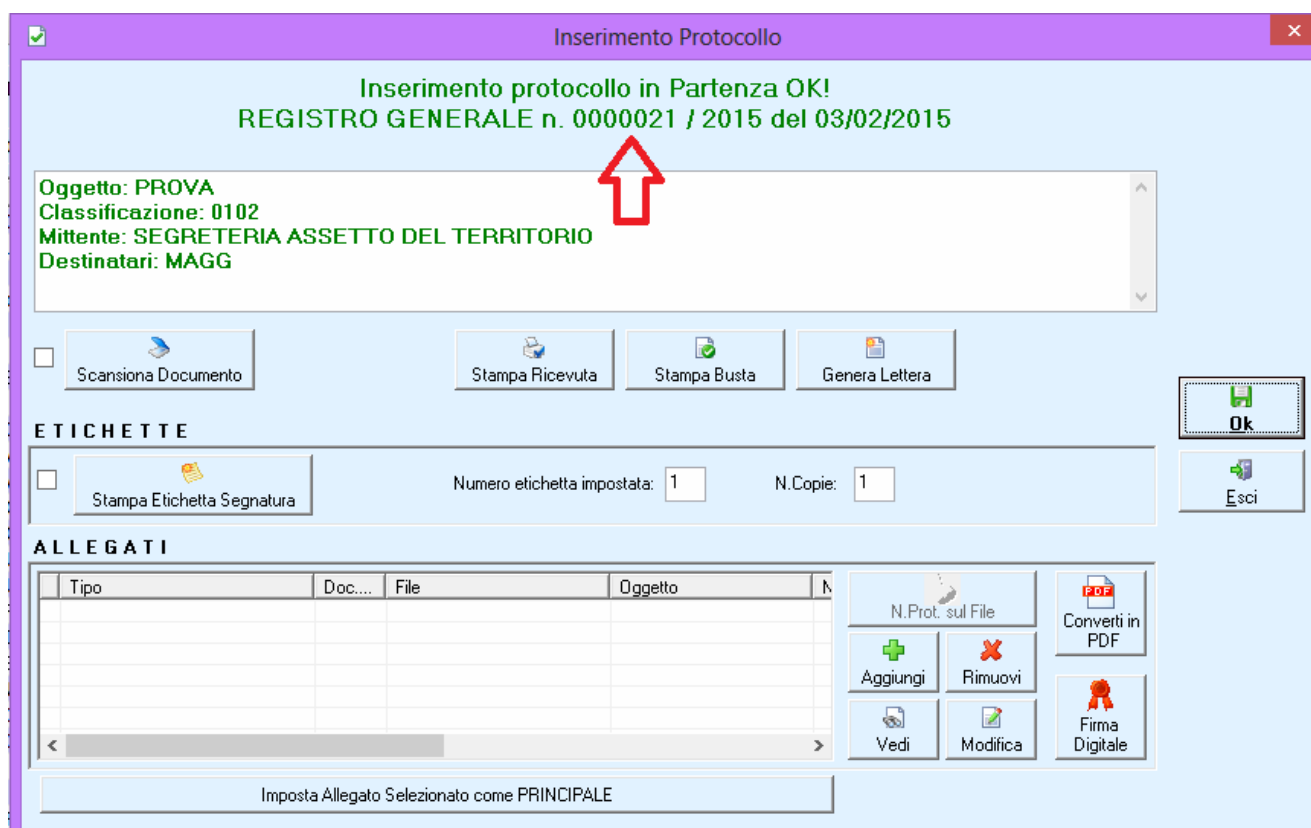 Inserimento Protocollo
Inserimento protocollo in Partenza OK!
REGISTRO GENERALE n. 0000021 / 2015 del 03/02/2015
Oggetto: PROVA
Classificazione: 0102
Mittente: SEGRETERIA ASSETTO DEL TERRITORIO
Destinatari: MAGG
Scansiona Documento
Stampa Ricevuta
Stampa Busta
Genera Lettera
Ok
Esci
ETICHETTE
Stampa Etichetta Segnatura
Numero etichetta impostata: 1
N.Copie: 1
ALLEGATI
Tipo Doc.... File Oggetto N
N.Prot. sul File
Converti in
PDF
Aggiungi
Rimuovi
Vedi
Modifica
Firma
Digitale
Imposta Allegato Selezionato come PRINCIPALE